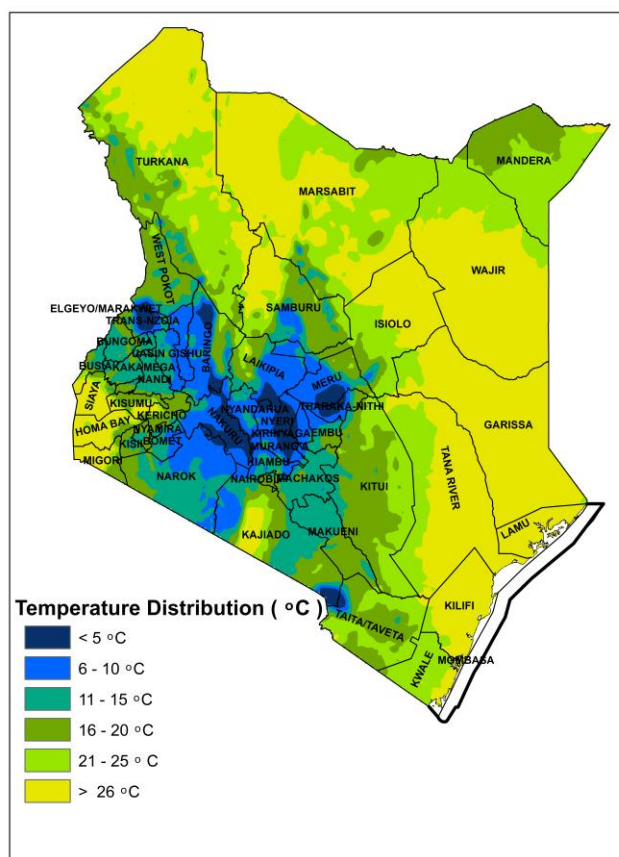 TURKANA
MANDERA
MARSABIT
WEST POKOT
WAJIR
ELGEYO/MARAKWET
TRANS-NZOIA
SAMBURU
ISIOLO
BUNGOMA
UASIN GISHU
BARINGO
BUSIA
KAKAMEGA
LAIKIPIA
MERU
NANDI
SIAYA
KISUMU
NYANDARUA
THARAKA-NITHI
GARISSA
KERICHO
NAKURU
NYERI
HOMA BAY
NYAMIRA
KIRINYAGA
EMBU
KISII
BOMET
MURANG'A
MIGORI
KIAMBU
TANA RIVER
NAROK
NAIROBI
MACHAKOS
KITUI
LAMU
KAJIADO
MAKUENI
KILIFI
TAITA/TAVETA
KWALE
MOMBASA
Temperature Distribution ( °C)
< 5 °C
6 - 10 °C
11 - 15 °C
16 - 20 °C
21 - 25 °C
> 26 °C